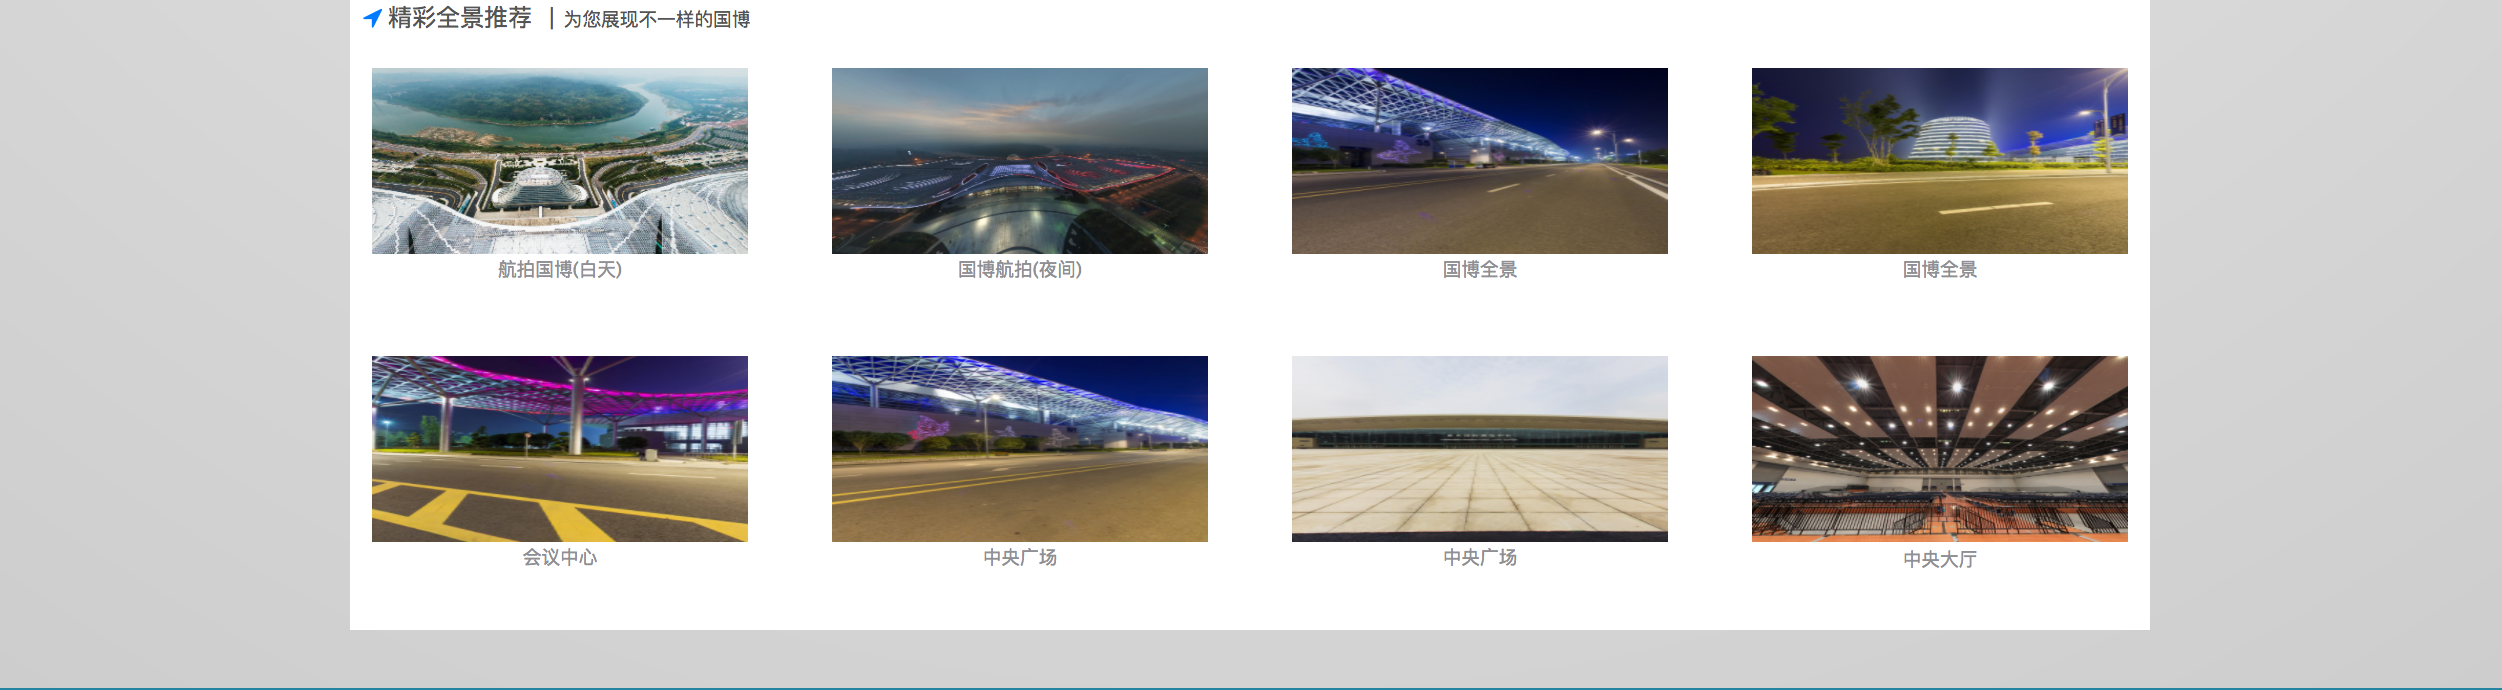 精彩全景推荐 | 为您展现不一样的国博
航拍国博(白天)
国博航拍(夜间)
国博全景
国博全景
会议中心
中央广场
中央广场
中央大厅